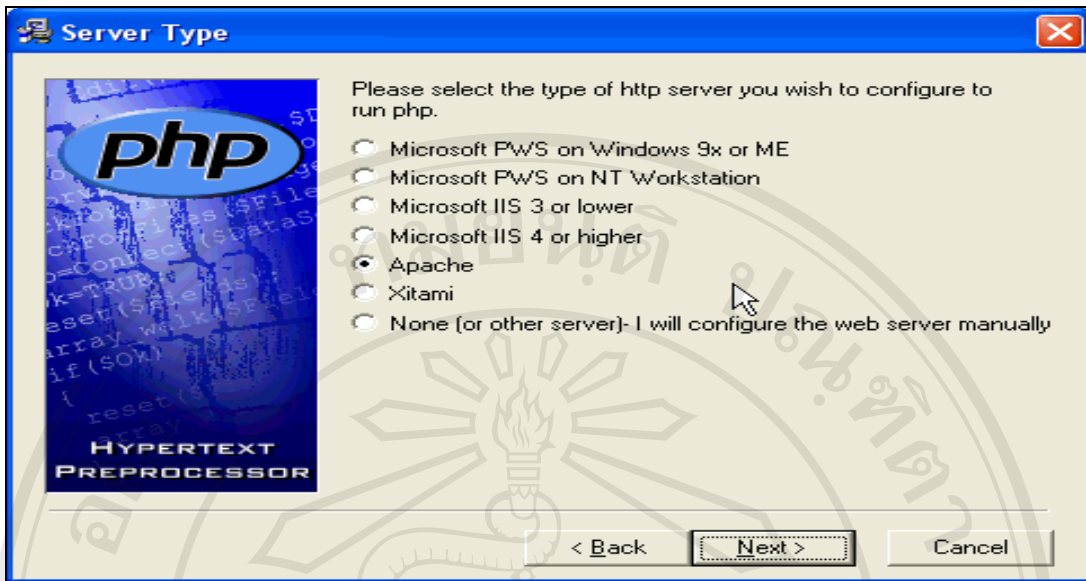 Server Type
php
HYPERTEXT
PREPROCESSOR
Please select the type of http server you wish to configure to
run php.
Microsoft PWS on Windows 9x or ME
Microsoft PWS on NT Workstation
Microsoft IIS 3 or lower
Microsoft IIS 4 or higher
Apache
Xitami
None (or other server)- I will configure the web server manually
< Back
Next >
Cancel